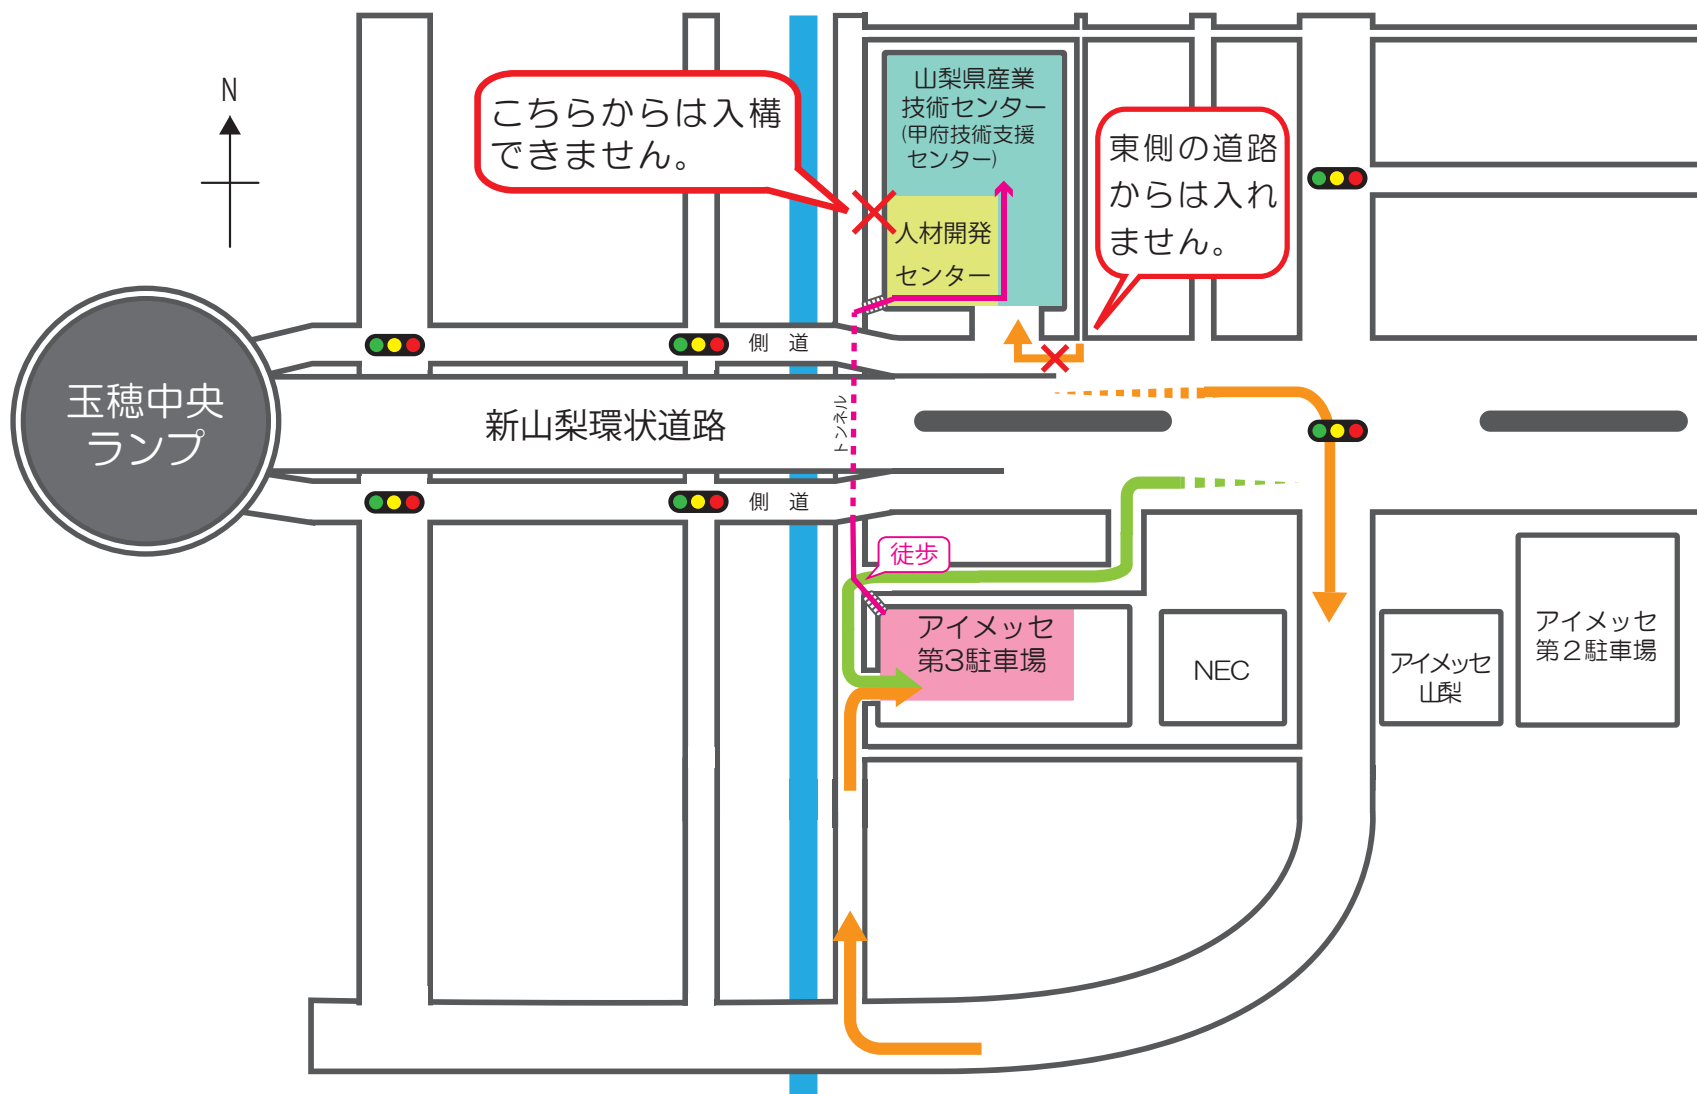 N
こちらからは入構
できません。
山梨県産業
技術センター
(甲府技術支援
センター)
東側の道路
からは入れ
ません。
人材開発
センター
側 道
玉穂中央
ランプ
新山梨環状道路
トンネル
側 道
徒歩
アイメッセ
第3駐車場
NEC
アイメッセ
山梨
アイメッセ
第2駐車場